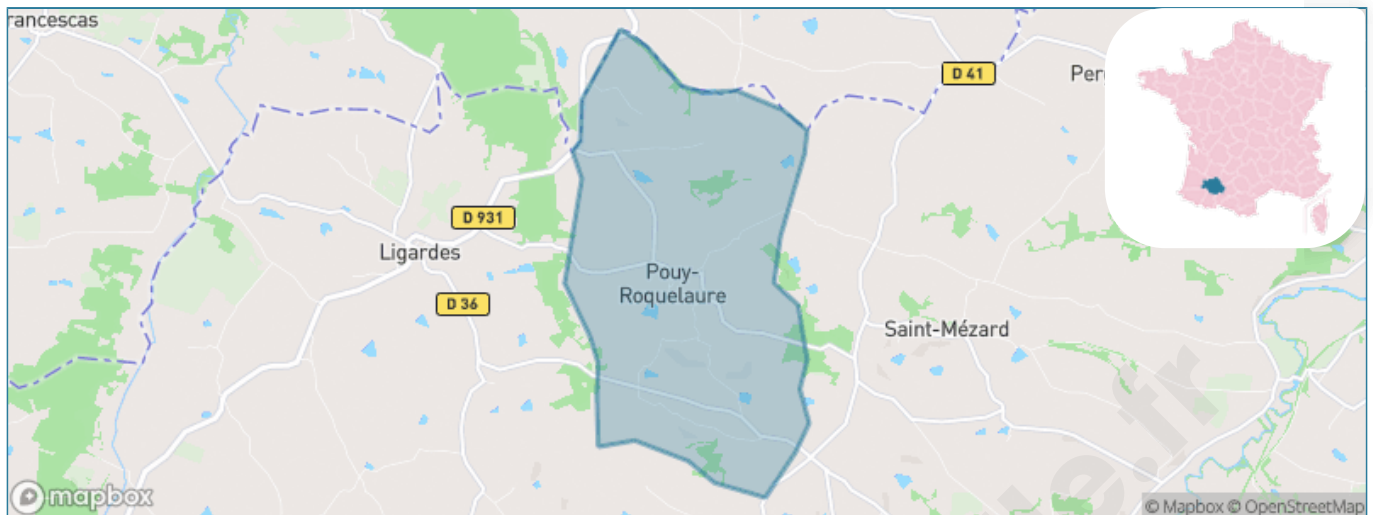 rancescas
D 41
Per
D 931
Ligardes
Pouy-
Roquelaure
D 36
Saint-Mézard
mapbox
© Mapbox © OpenStreetMap